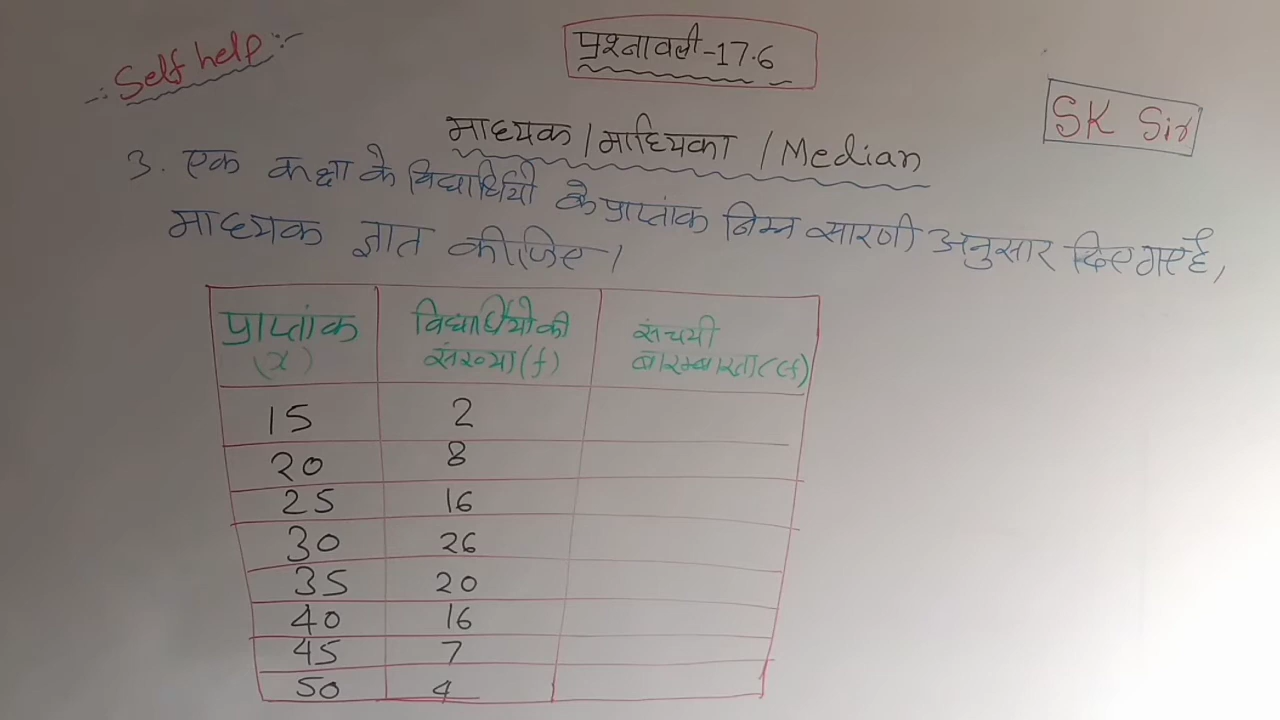 Self help :-
प्रश्नावली-17.6
SK Sir
माध्यक / माध्यिका / Median
3. एक कक्षा के विद्यार्थियों के प्राप्तांक निम्न सारणी अनुसार दिए गए है,
माध्यक ज्ञात कीजिए।
प्राप्तांक (x) विद्यार्थियों की संख्या (f) संचयी बारम्बारता (cf)
15 2
20 8
25 16
30 26
35 20
40 16
45 7
50 4